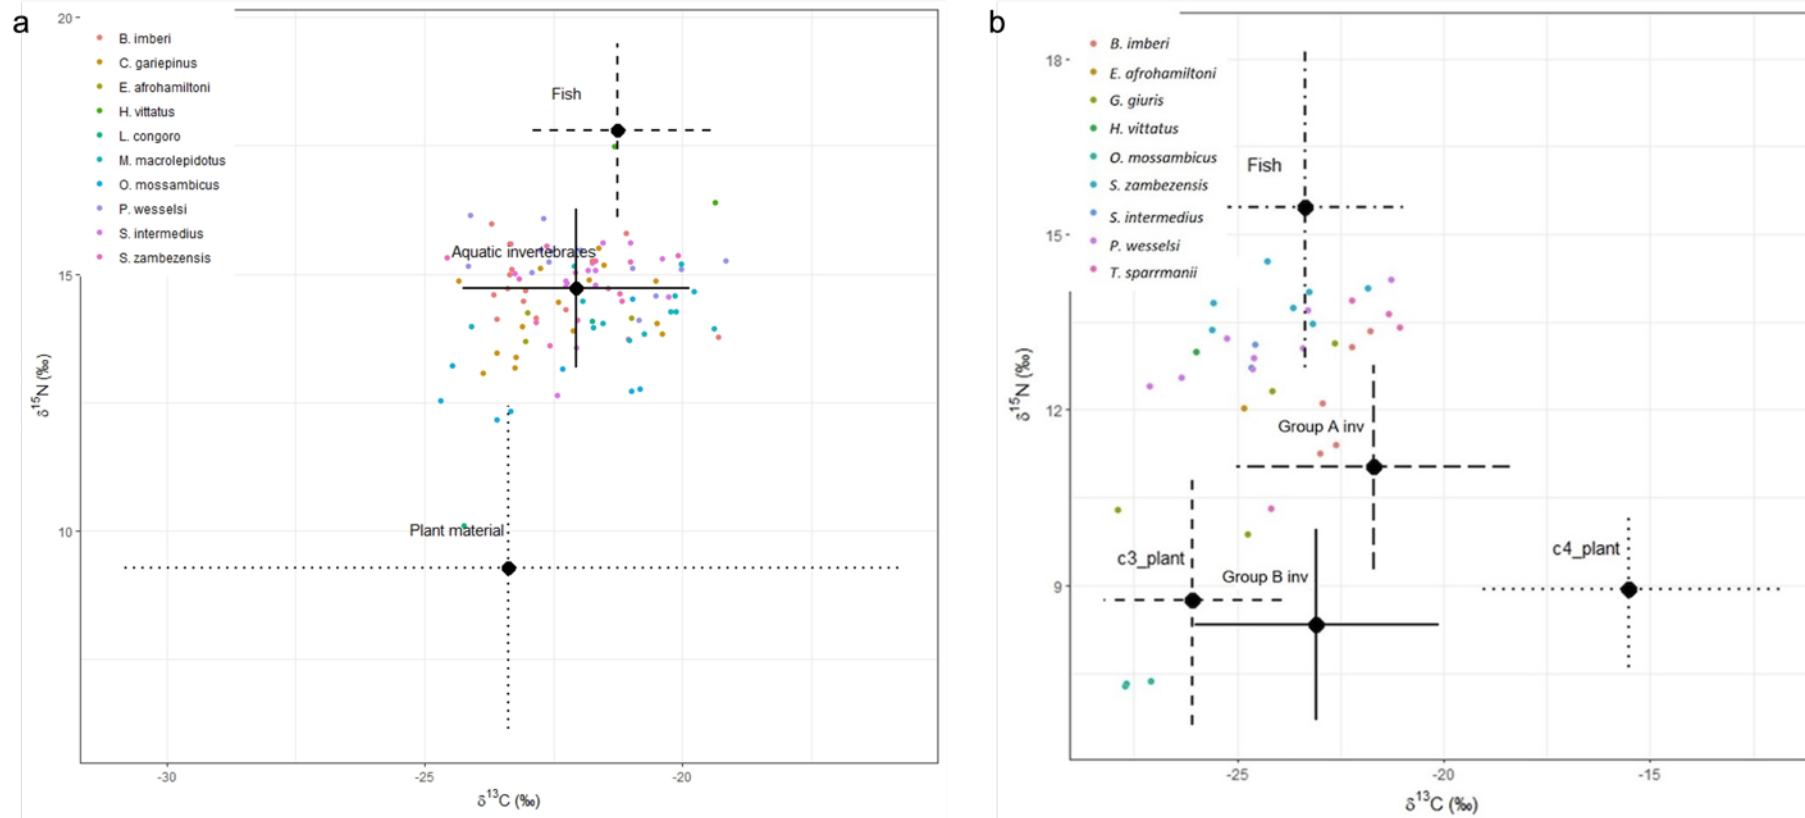 a
20
B. imberi
C. gariepinus
E. afrohamiltoni
H. vittatus
L. congoro
M. macrolepidotus
O. mossambicus
P. wesselsi
S. intermedius
S. zambezensis
Fish
Aquatic invertebrates
15
δ15N (‰)
10
Plant material
-30
-25
-20
δ13C (‰)
b
18
B. imberi
E. afrohamiltoni
G. giuris
H. vittatus
O. mossambicus
S. zambezensis
S. intermedius
P. wesselsi
T. sparrmanii
Fish
15
δ15N (‰)
12
Group A inv
c3_plant
Group B inv
c4_plant
9
-25
-20
-15
δ13C (‰)